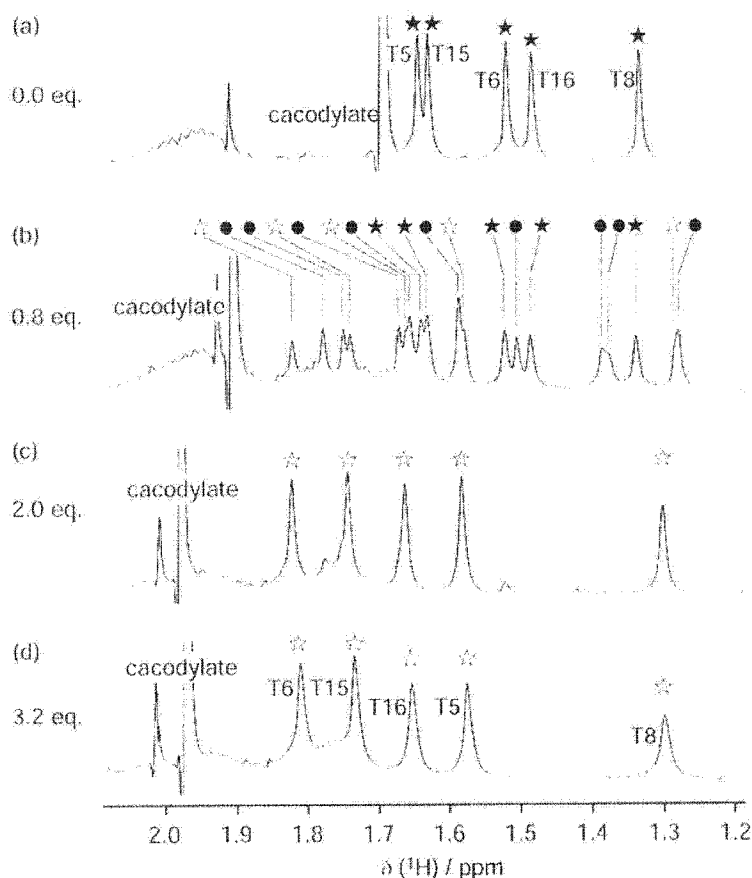 (a)
T5 T15
T6 T16 T8
0.0 eq.
cacodylate
(b)
0.8 eq.
cacodylate
(c)
2.0 eq.
cacodylate
(d)
cacodylate
T6 T15
T16 T5
3.2 eq.
T8
2.0 1.9 1.8 1.7 1.6 1.5 1.4 1.3 1.2
δ (¹H) / ppm